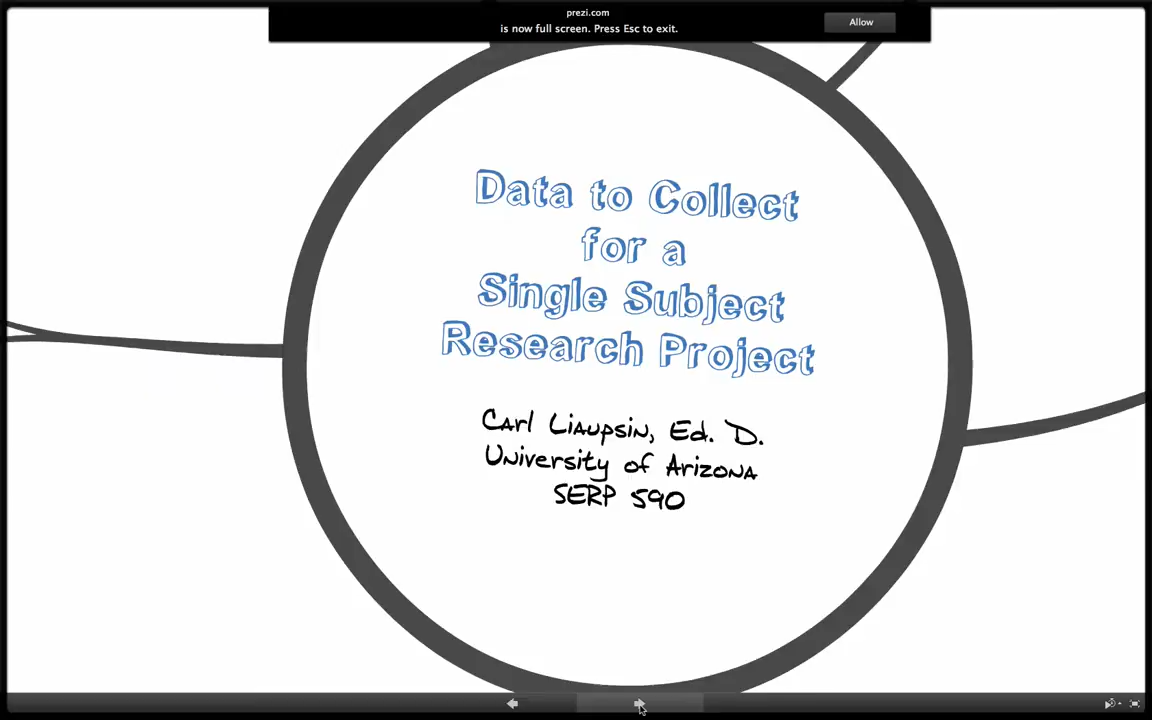 prezi.com
is now full screen. Press Esc to exit.
Allow
Data to Collect
for a
Single Subject
Research Project
Carl Liaupsin, Ed. D.
University of Arizona
SERP 590